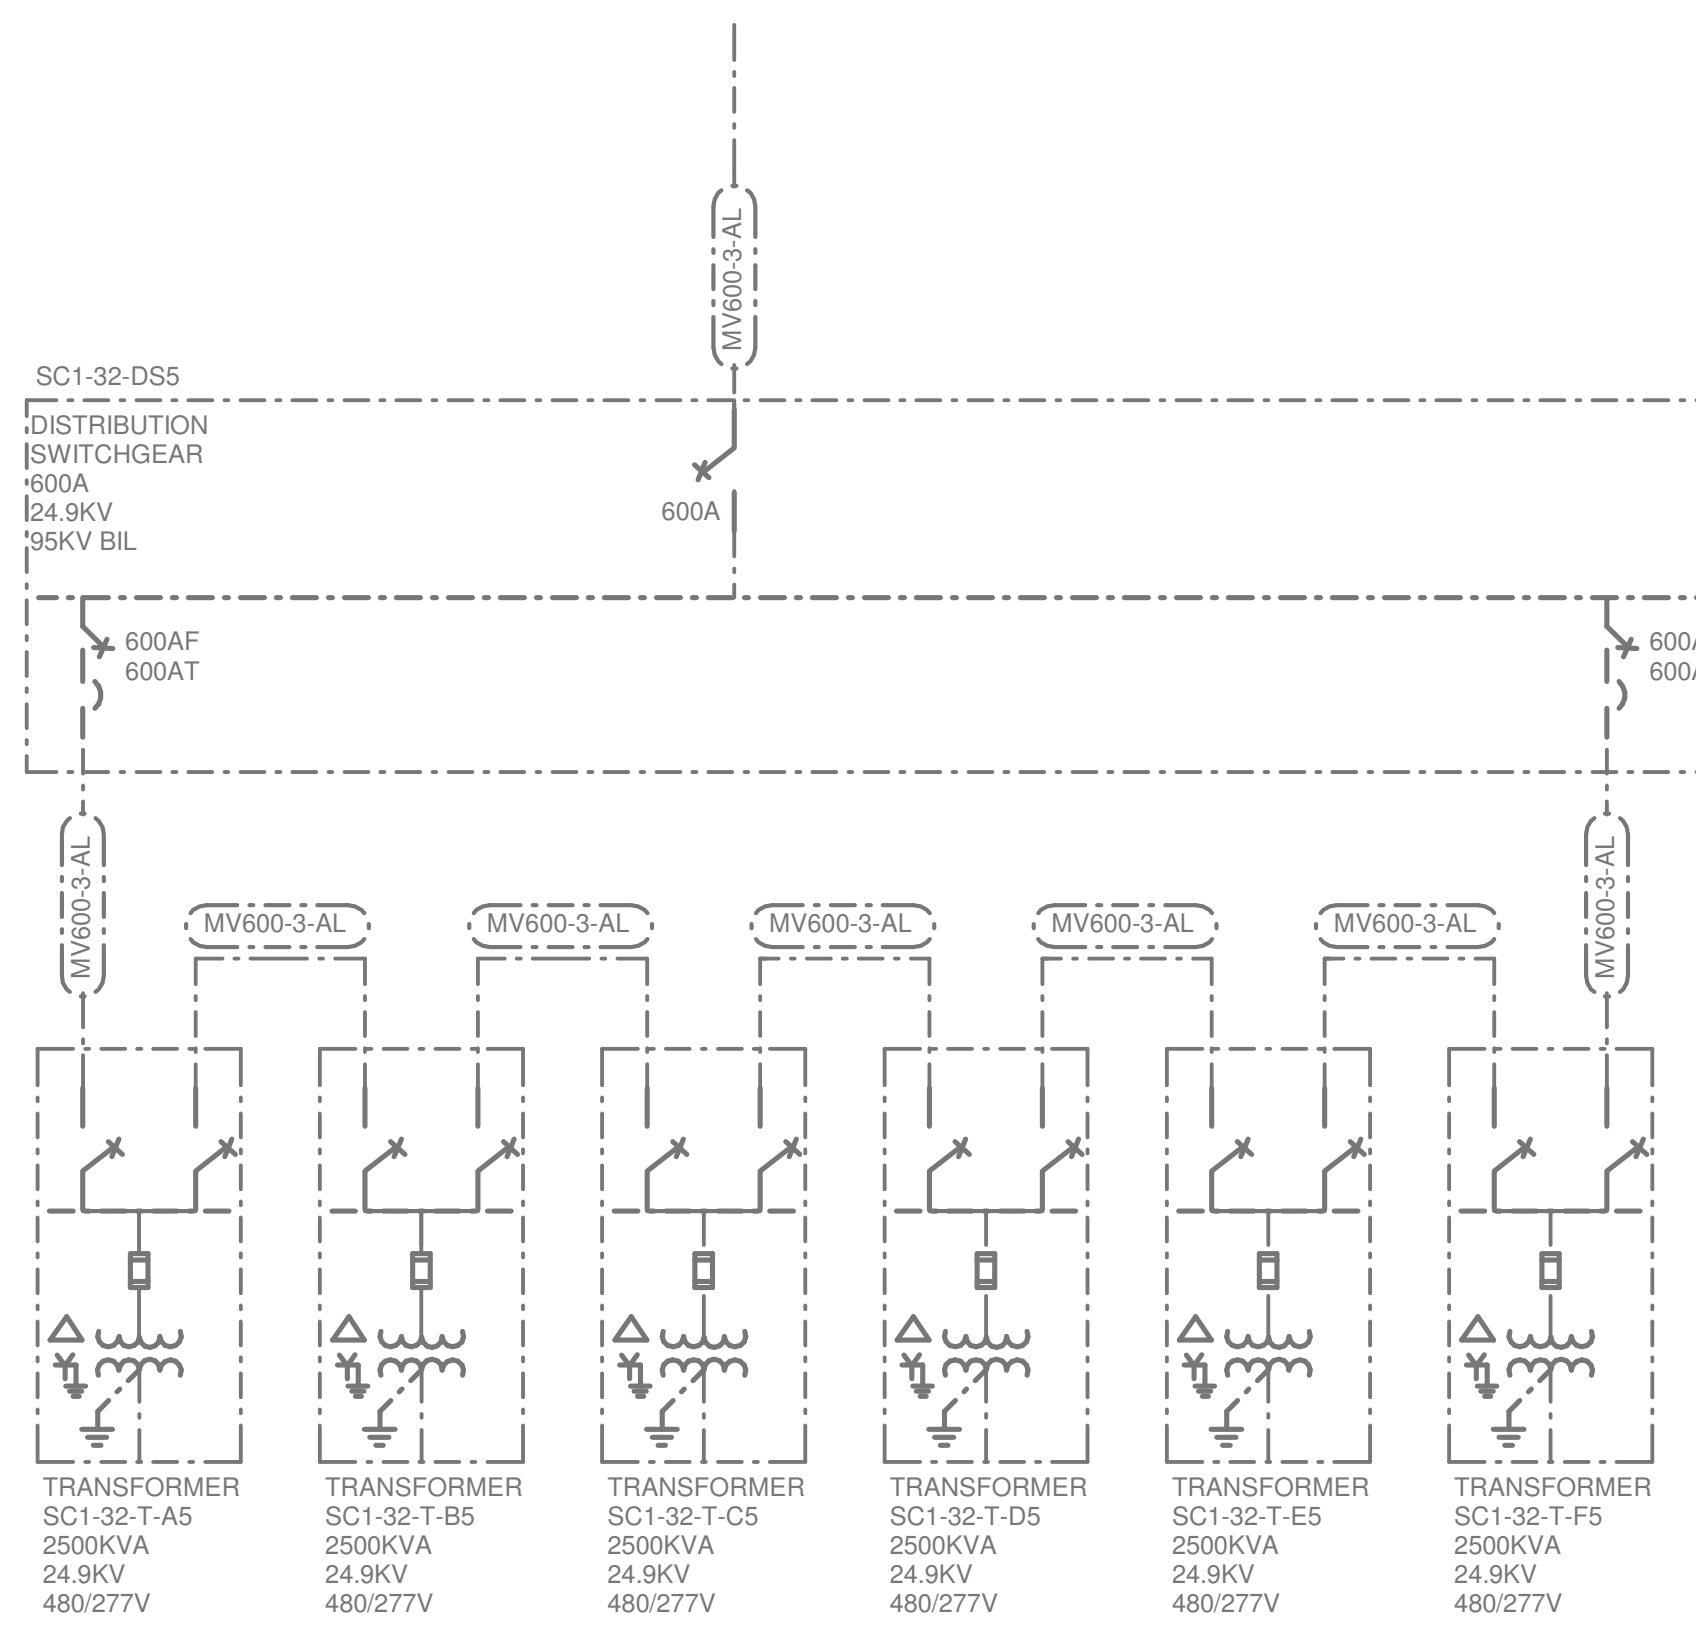 MV600-3-AL
SC1-32-DS5
DISTRIBUTION
SWITCHGEAR
600A
24.9KV
95KV BIL
600A
600AF
600AT
600A
600A
MV600-3-AL
MV600-3-AL
MV600-3-AL
MV600-3-AL
MV600-3-AL
MV600-3-AL
MV600-3-AL
TRANSFORMER
SC1-32-T-A5
2500KVA
24.9KV
480/277V
TRANSFORMER
SC1-32-T-B5
2500KVA
24.9KV
480/277V
TRANSFORMER
SC1-32-T-C5
2500KVA
24.9KV
480/277V
TRANSFORMER
SC1-32-T-D5
2500KVA
24.9KV
480/277V
TRANSFORMER
SC1-32-T-E5
2500KVA
24.9KV
480/277V
TRANSFORMER
SC1-32-T-F5
2500KVA
24.9KV
480/277V